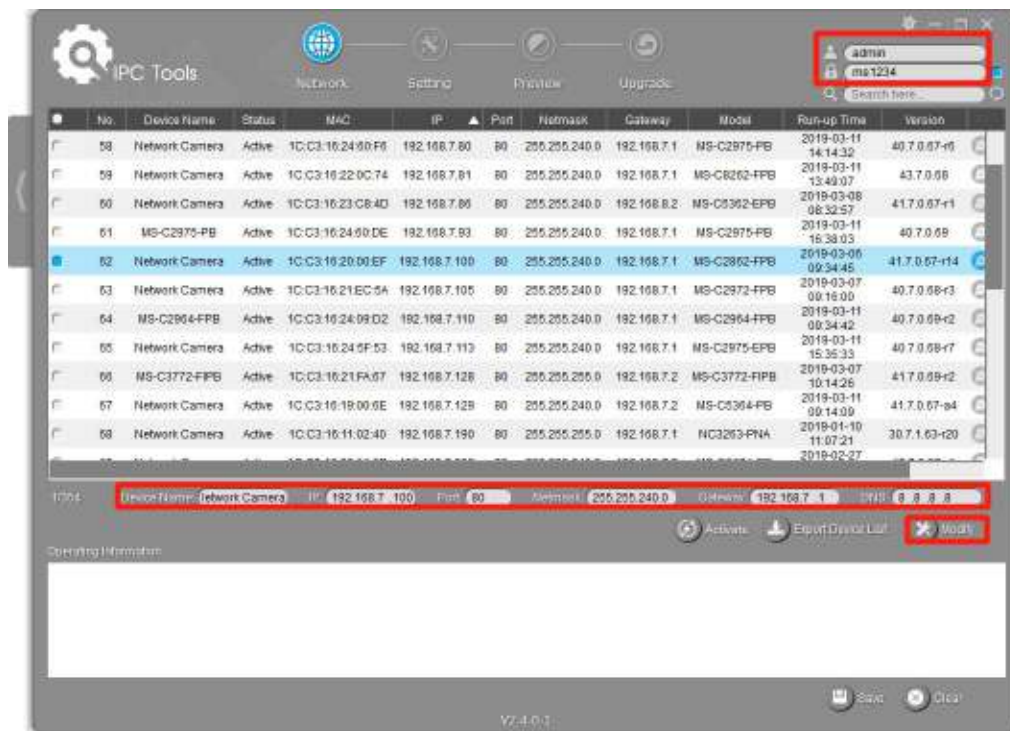 IPC Tools
Network
Setting
Preview
Upgrade
admin
ms1234
Search here...
No. Device Name Status MAC IP Port Netmask Gateway Model Run-up Time Version
58 Network Camera Active 1C:C3:16:24:60:F6 192.168.7.80 80 255.255.240.0 192.168.7.1 MS-C2975-PB 2019-03-11 14:14:32 40.7.0.67-r6
59 Network Camera Active 1C:C3:16:22:0C:74 192.168.7.81 80 255.255.240.0 192.168.7.1 MS-C8262-FPB 2019-03-11 13:49:07 43.7.0.68
60 Network Camera Active 1C:C3:16:23:C8:4D 192.168.7.86 80 255.255.240.0 192.168.8.2 MS-C5362-EPB 2019-03-08 08:32:57 41.7.0.67-r1
61 MS-C2975-PB Active 1C:C3:16:24:60:DE 192.168.7.93 80 255.255.240.0 192.168.7.1 MS-C2975-PB 2019-03-11 16:38:03 40.7.0.69
62 Network Camera Active 1C:C3:16:20:D0:EF 192.168.7.100 80 255.255.240.0 192.168.7.1 MS-C2862-FPB 2019-03-06 09:34:45 41.7.0.67-r14
63 Network Camera Active 1C:C3:16:21:EC:5A 192.168.7.105 80 255.255.240.0 192.168.7.1 MS-C2972-FPB 2019-03-07 09:16:00 40.7.0.68-r3
64 MS-C2964-FPB Active 1C:C3:16:24:09:D2 192.168.7.110 80 255.255.240.0 192.168.7.1 MS-C2964-FPB 2019-03-11 09:34:42 40.7.0.69-r2
65 Network Camera Active 1C:C3:16:24:5F:53 192.168.7.113 80 255.255.240.0 192.168.7.1 MS-C2975-EPB 2019-03-11 15:35:33 40.7.0.68-r7
66 MS-C3772-FIPB Active 1C:C3:16:21:FA:67 192.168.7.128 80 255.255.255.0 192.168.7.2 MS-C3772-FIPB 2019-03-07 10:14:26 41.7.0.69-r2
67 Network Camera Active 1C:C3:16:19:00:6E 192.168.7.129 80 255.255.240.0 192.168.7.2 MS-C5364-PB 2019-03-11 09:14:09 41.7.0.67-a4
68 Network Camera Active 1C:C3:16:11:02:40 192.168.7.190 80 255.255.255.0 192.168.7.1 NC3263-PNA 2019-01-10 11:07:21 30.7.1.63-r20
2019-02-27
Device Name letwork Camera IP 192.168.7 .100 Port 80 Netmask 255.255.240.0 Gateway 192.168.7 . 1 DNS 8 .8 .8 .8
Activate Export Device List Modify
Operating Information
Save Clear
V2.4.0.1